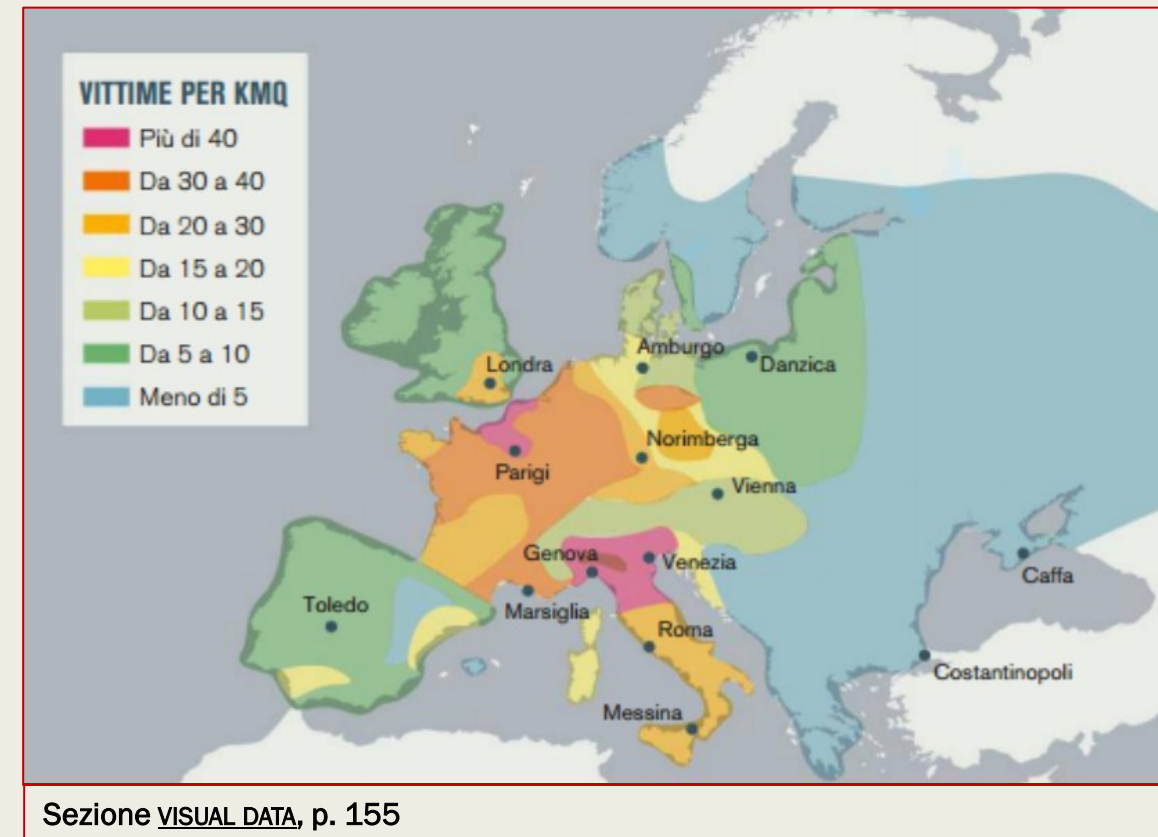 VITTIME PER KMQ
Più di 40
Da 30 a 40
Da 20 a 30
Da 15 a 20
Da 10 a 15
Da 5 a 10
Meno di 5
Londra
Amburgo
Danzica
Parigi
Norimberga
Vienna
Genova
Venezia
Marsiglia
Toledo
Roma
Messina
Caffa
Costantinopoli
Sezione VISUAL DATA, p. 155